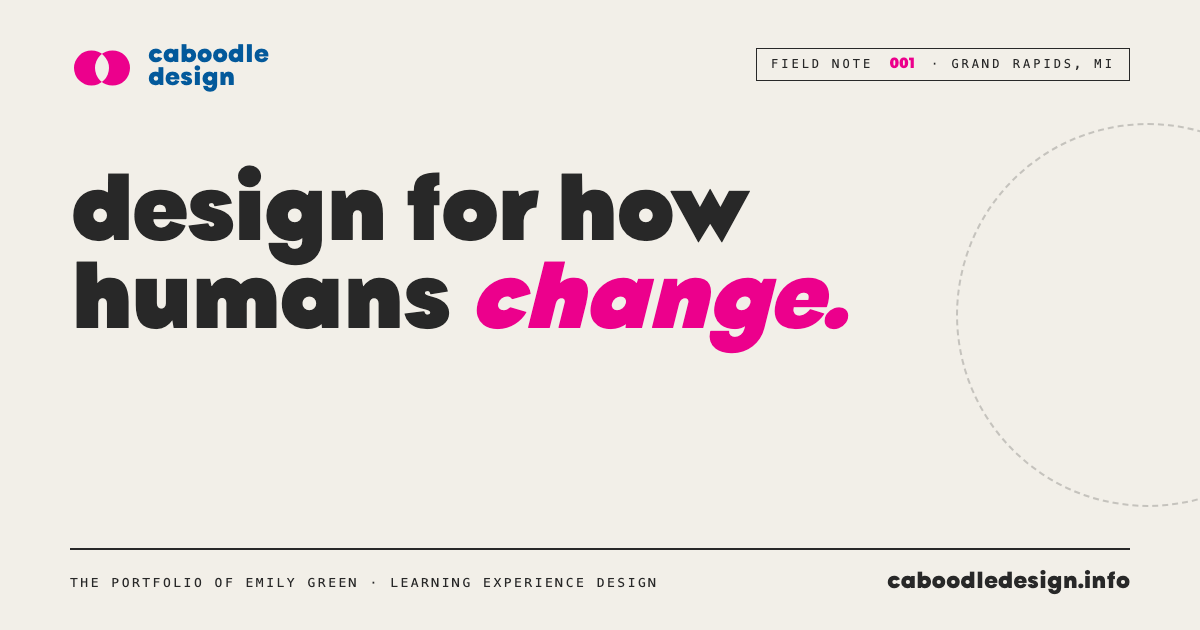 caboodle
design
FIELD NOTE 001 · GRAND RAPIDS, MI
design for how
humans change.
THE PORTFOLIO OF EMILY GREEN · LEARNING EXPERIENCE DESIGN
caboodledesign.info